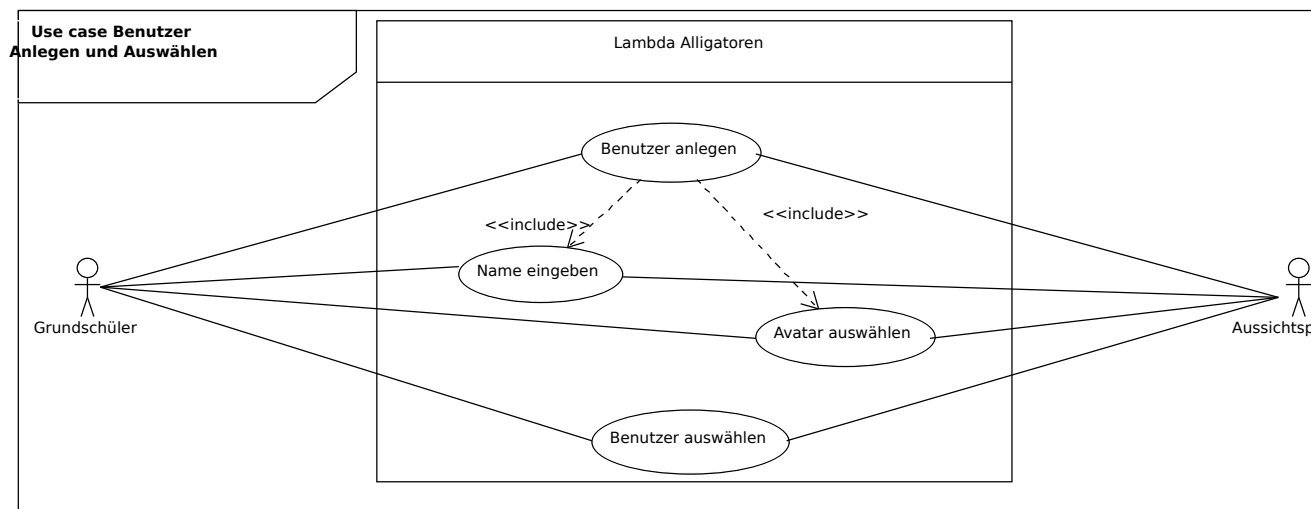 Use case Benutzer
Anlegen und Auswählen
Lambda Alligatoren
Benutzer anlegen
<<include>>
<<include>>
Name eingeben
Grundschüler
Avatar auswählen
Benutzer auswählen